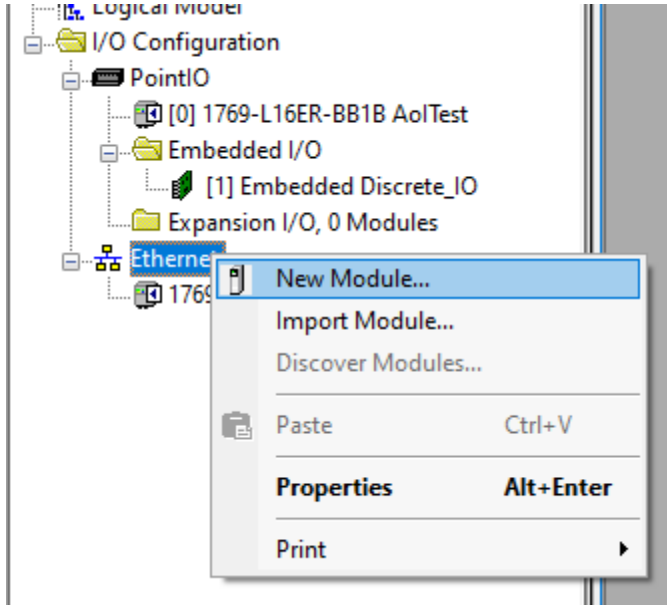 Logical Model
I/O Configuration
PointIO
[0] 1769-L16ER-BB1B AoITest
Embedded I/O
[1] Embedded Discrete_IO
Expansion I/O, 0 Modules
Ethernet
1769
New Module...
Import Module...
Discover Modules...
Paste Ctrl+V
Properties Alt+Enter
Print